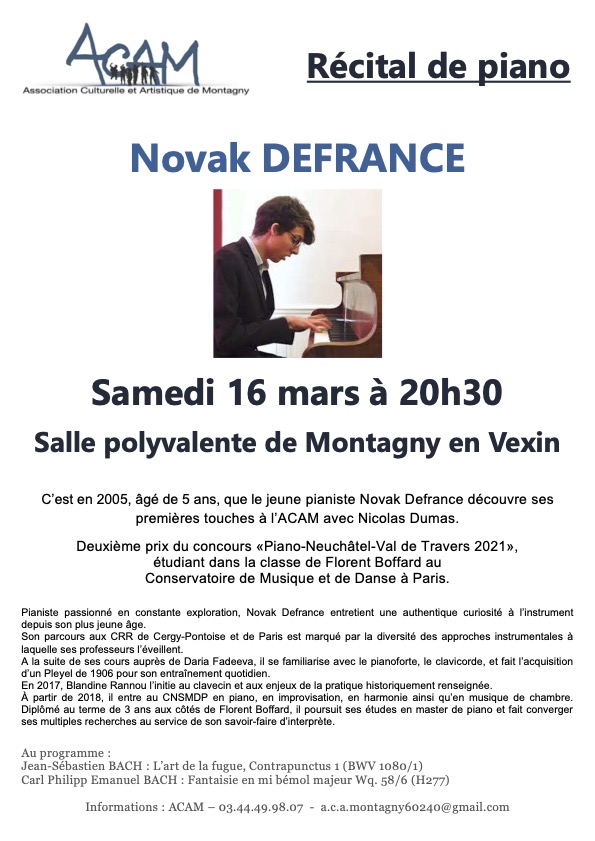 ACAM
Association Culturelle et Artistique de Montagny
Récital de piano
Novak DEFRANCE
Samedi 16 mars à 20h30
Salle polyvalente de Montagny en Vexin
C'est en 2005, âgé de 5 ans, que le jeune pianiste Novak Defrance découvre ses
premières touches à l'ACAM avec Nicolas Dumas.
Deuxième prix du concours «Piano-Neuchâtel-Val de Travers 2021»,
étudiant dans la classe de Florent Boffard au
Conservatoire de Musique et de Danse à Paris.
Pianiste passionné en constante exploration, Novak Defrance entretient une authentique curiosité à l'instrument
depuis son plus jeune âge.
Son parcours aux CRR de Cergy-Pontoise et de Paris est marqué par la diversité des approches instrumentales à
laquelle ses professeurs l'éveillent.
A la suite de ses cours auprès de Daria Fadeeva, il se familiarise avec le pianoforte, le clavicorde, et fait l'acquisition
d'un Pleyel de 1906 pour son entraînement quotidien.
En 2017, Blandine Rannou l'initie au clavecin et aux enjeux de la pratique historiquement renseignée.
À partir de 2018, il entre au CNSMDP en piano, en improvisation, en harmonie ainsi qu'en musique de chambre.
Diplômé au terme de 3 ans aux côtés de Florent Boffard, il poursuit ses études en master de piano et fait converger
ses multiples recherches au service de son savoir-faire d'interprète.
Au programme :
Jean-Sébastien BACH : L'art de la fugue, Contrapunctus 1 (BWV 1080/1)
Carl Philipp Emanuel BACH : Fantaisie en mi bémol majeur Wq. 58/6 (H277)
Informations : ACAM – 03.44.49.98.07 - a.c.a.montagny60240@gmail.com